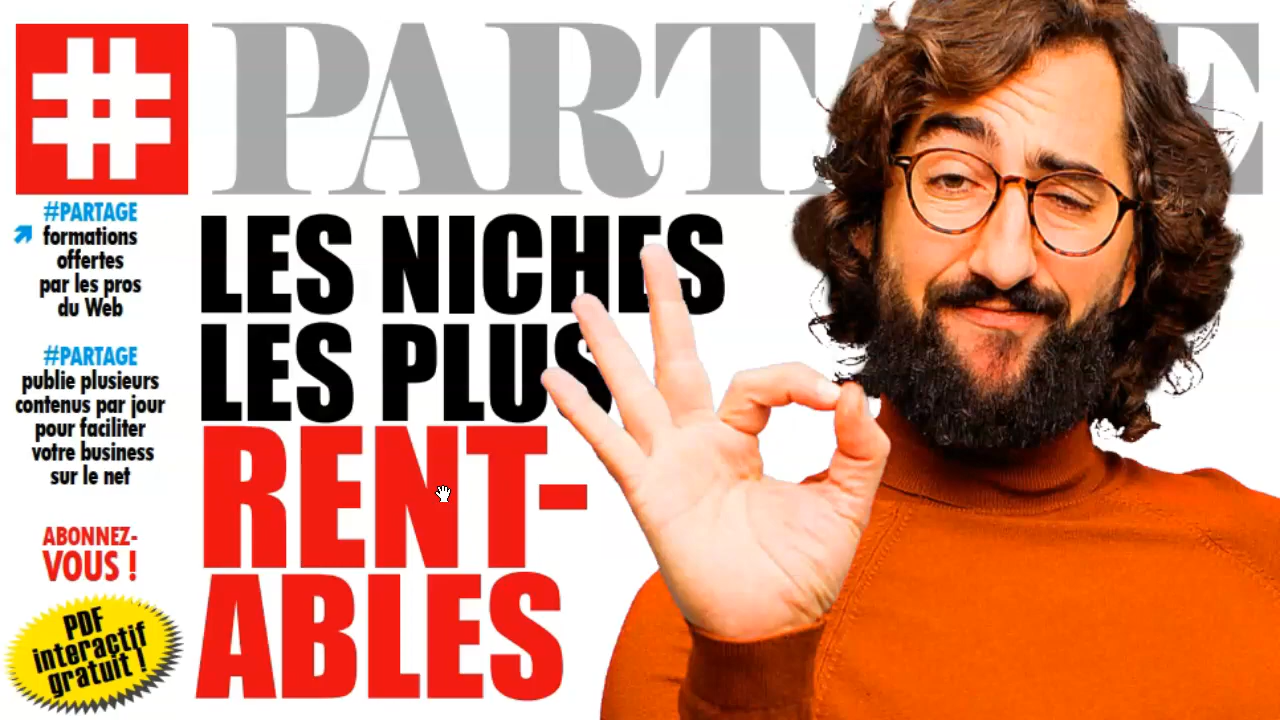 # PARTAGE
#PARTAGE
formations
offertes
par les pros
du Web
#PARTAGE
publie plusieurs
contenus par jour
pour faciliter
votre business
sur le net
ABONNEZ-
VOUS !
PDF
interactif
gratuit !
LES NICHES
LES PLUS
RENT-
ABLES